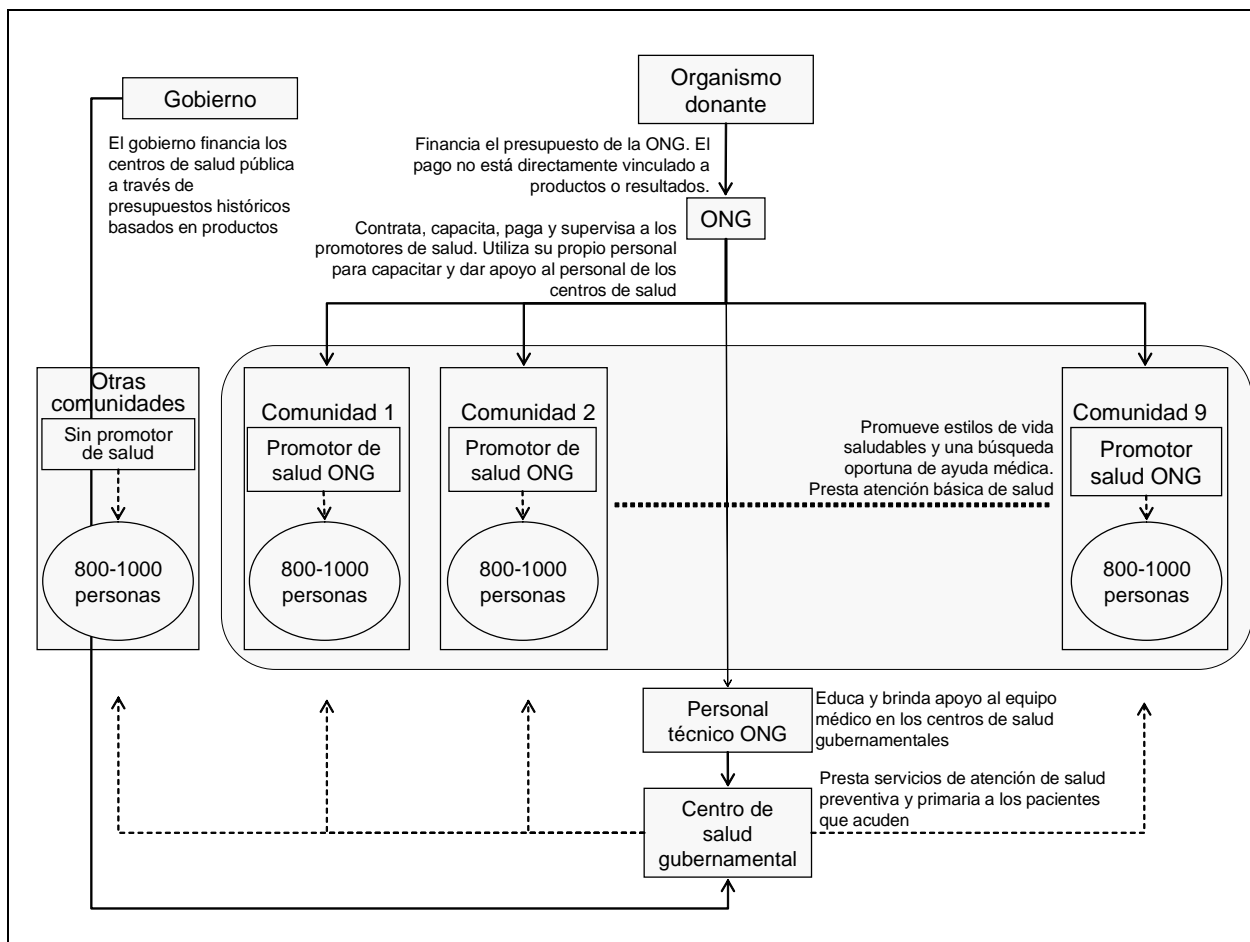 Gobierno
El gobierno financia los
centros de salud pública
a través de
presupuestos históricos
basados en productos
Organismo
donante
Financia el presupuesto de la ONG. El
pago no está directamente vinculado a
productos o resultados.
ONG
Contrata, capacita, paga y supervisa a los
promotores de salud. Utiliza su propio personal
para capacitar y dar apoyo al personal de los
centros de salud
Otras
comunidades
Sin promotor
de salud
800-1000
personas
Comunidad 1
Promotor de
salud ONG
800-1000
personas
Comunidad 2
Promotor de
salud ONG
800-1000
personas
Promueve estilos de vida
saludables y una búsqueda
oportuna de ayuda médica.
Presta atención básica de salud
Comunidad 9
Promotor
salud ONG
800-1000
personas
Personal
técnico ONG
Educa y brinda apoyo al equipo
médico en los centros de salud
gubernamentales
Centro de
salud
gubernamental
Presta servicios de atención de salud
preventiva y primaria a los pacientes
que acuden